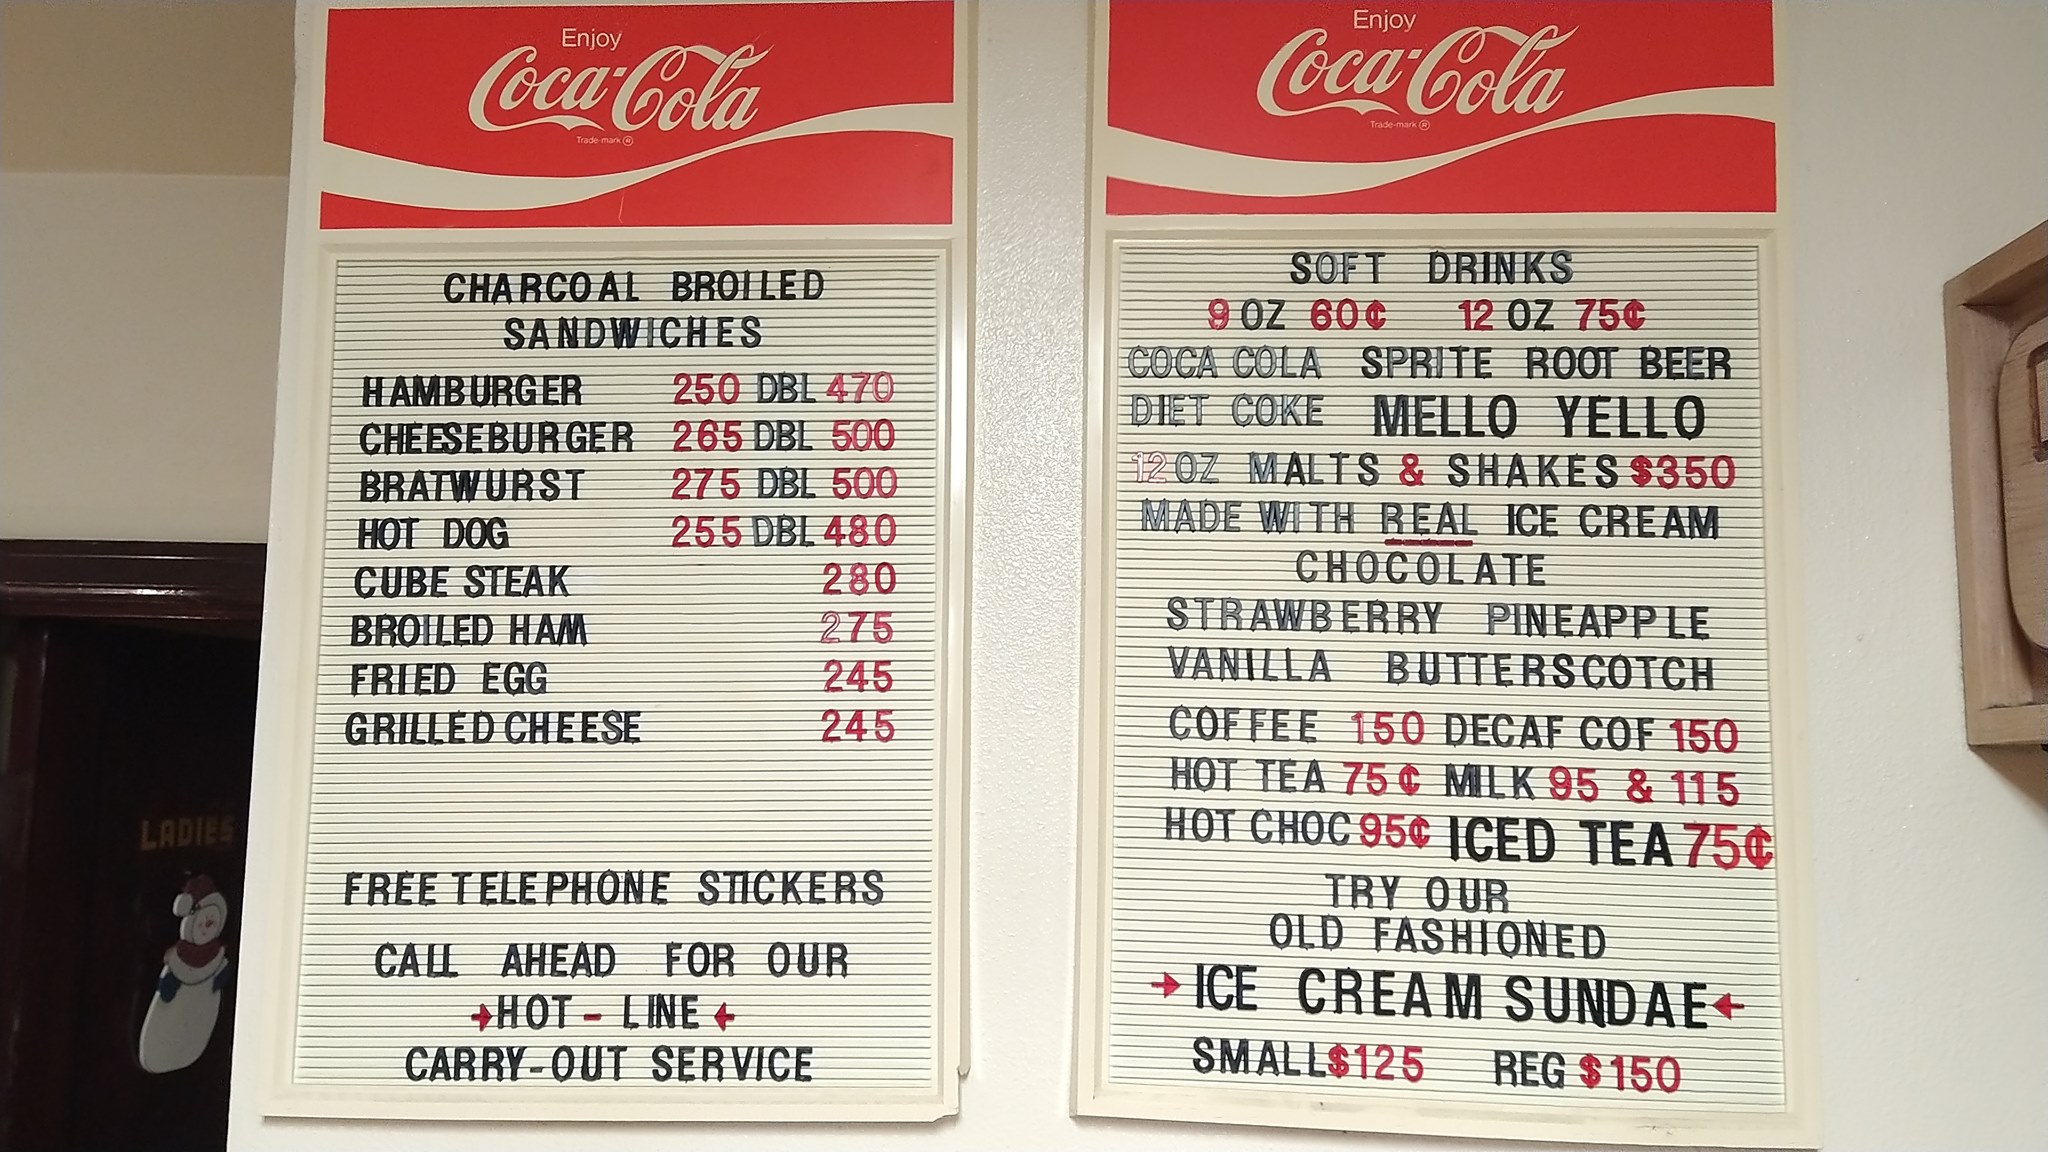 Enjoy
Coca-Cola
Trade-mark ®
CHARCOAL BROILED
SANDWICHES
HAMBURGER 250 DBL 470
CHEESEBURGER 265 DBL 500
BRATWURST 275 DBL 500
HOT DOG 255 DBL 480
CUBE STEAK 280
BROILED HAM 275
FRIED EGG 245
GRILLED CHEESE 245
FREE TELEPHONE STICKERS
CALL AHEAD FOR OUR
→HOT-LINE←
CARRY-OUT SERVICE
Enjoy
Coca-Cola
Trade-mark ®
SOFT DRINKS
9 OZ 60¢ 12 OZ 75¢
COCA COLA SPRITE ROOT BEER
DIET COKE MELLO YELLO
12 OZ MALTS & SHAKES $350
MADE WITH REAL ICE CREAM
CHOCOLATE
STRAWBERRY PINEAPPLE
VANILLA BUTTERSCOTCH
COFFEE 150 DECAF COF 150
HOT TEA 75¢ MILK 95 & 115
HOT CHOC 95¢ ICED TEA 75¢
TRY OUR
OLD FASHIONED
→ICE CREAM SUNDAE←
SMALL $125 REG $150
LADIES